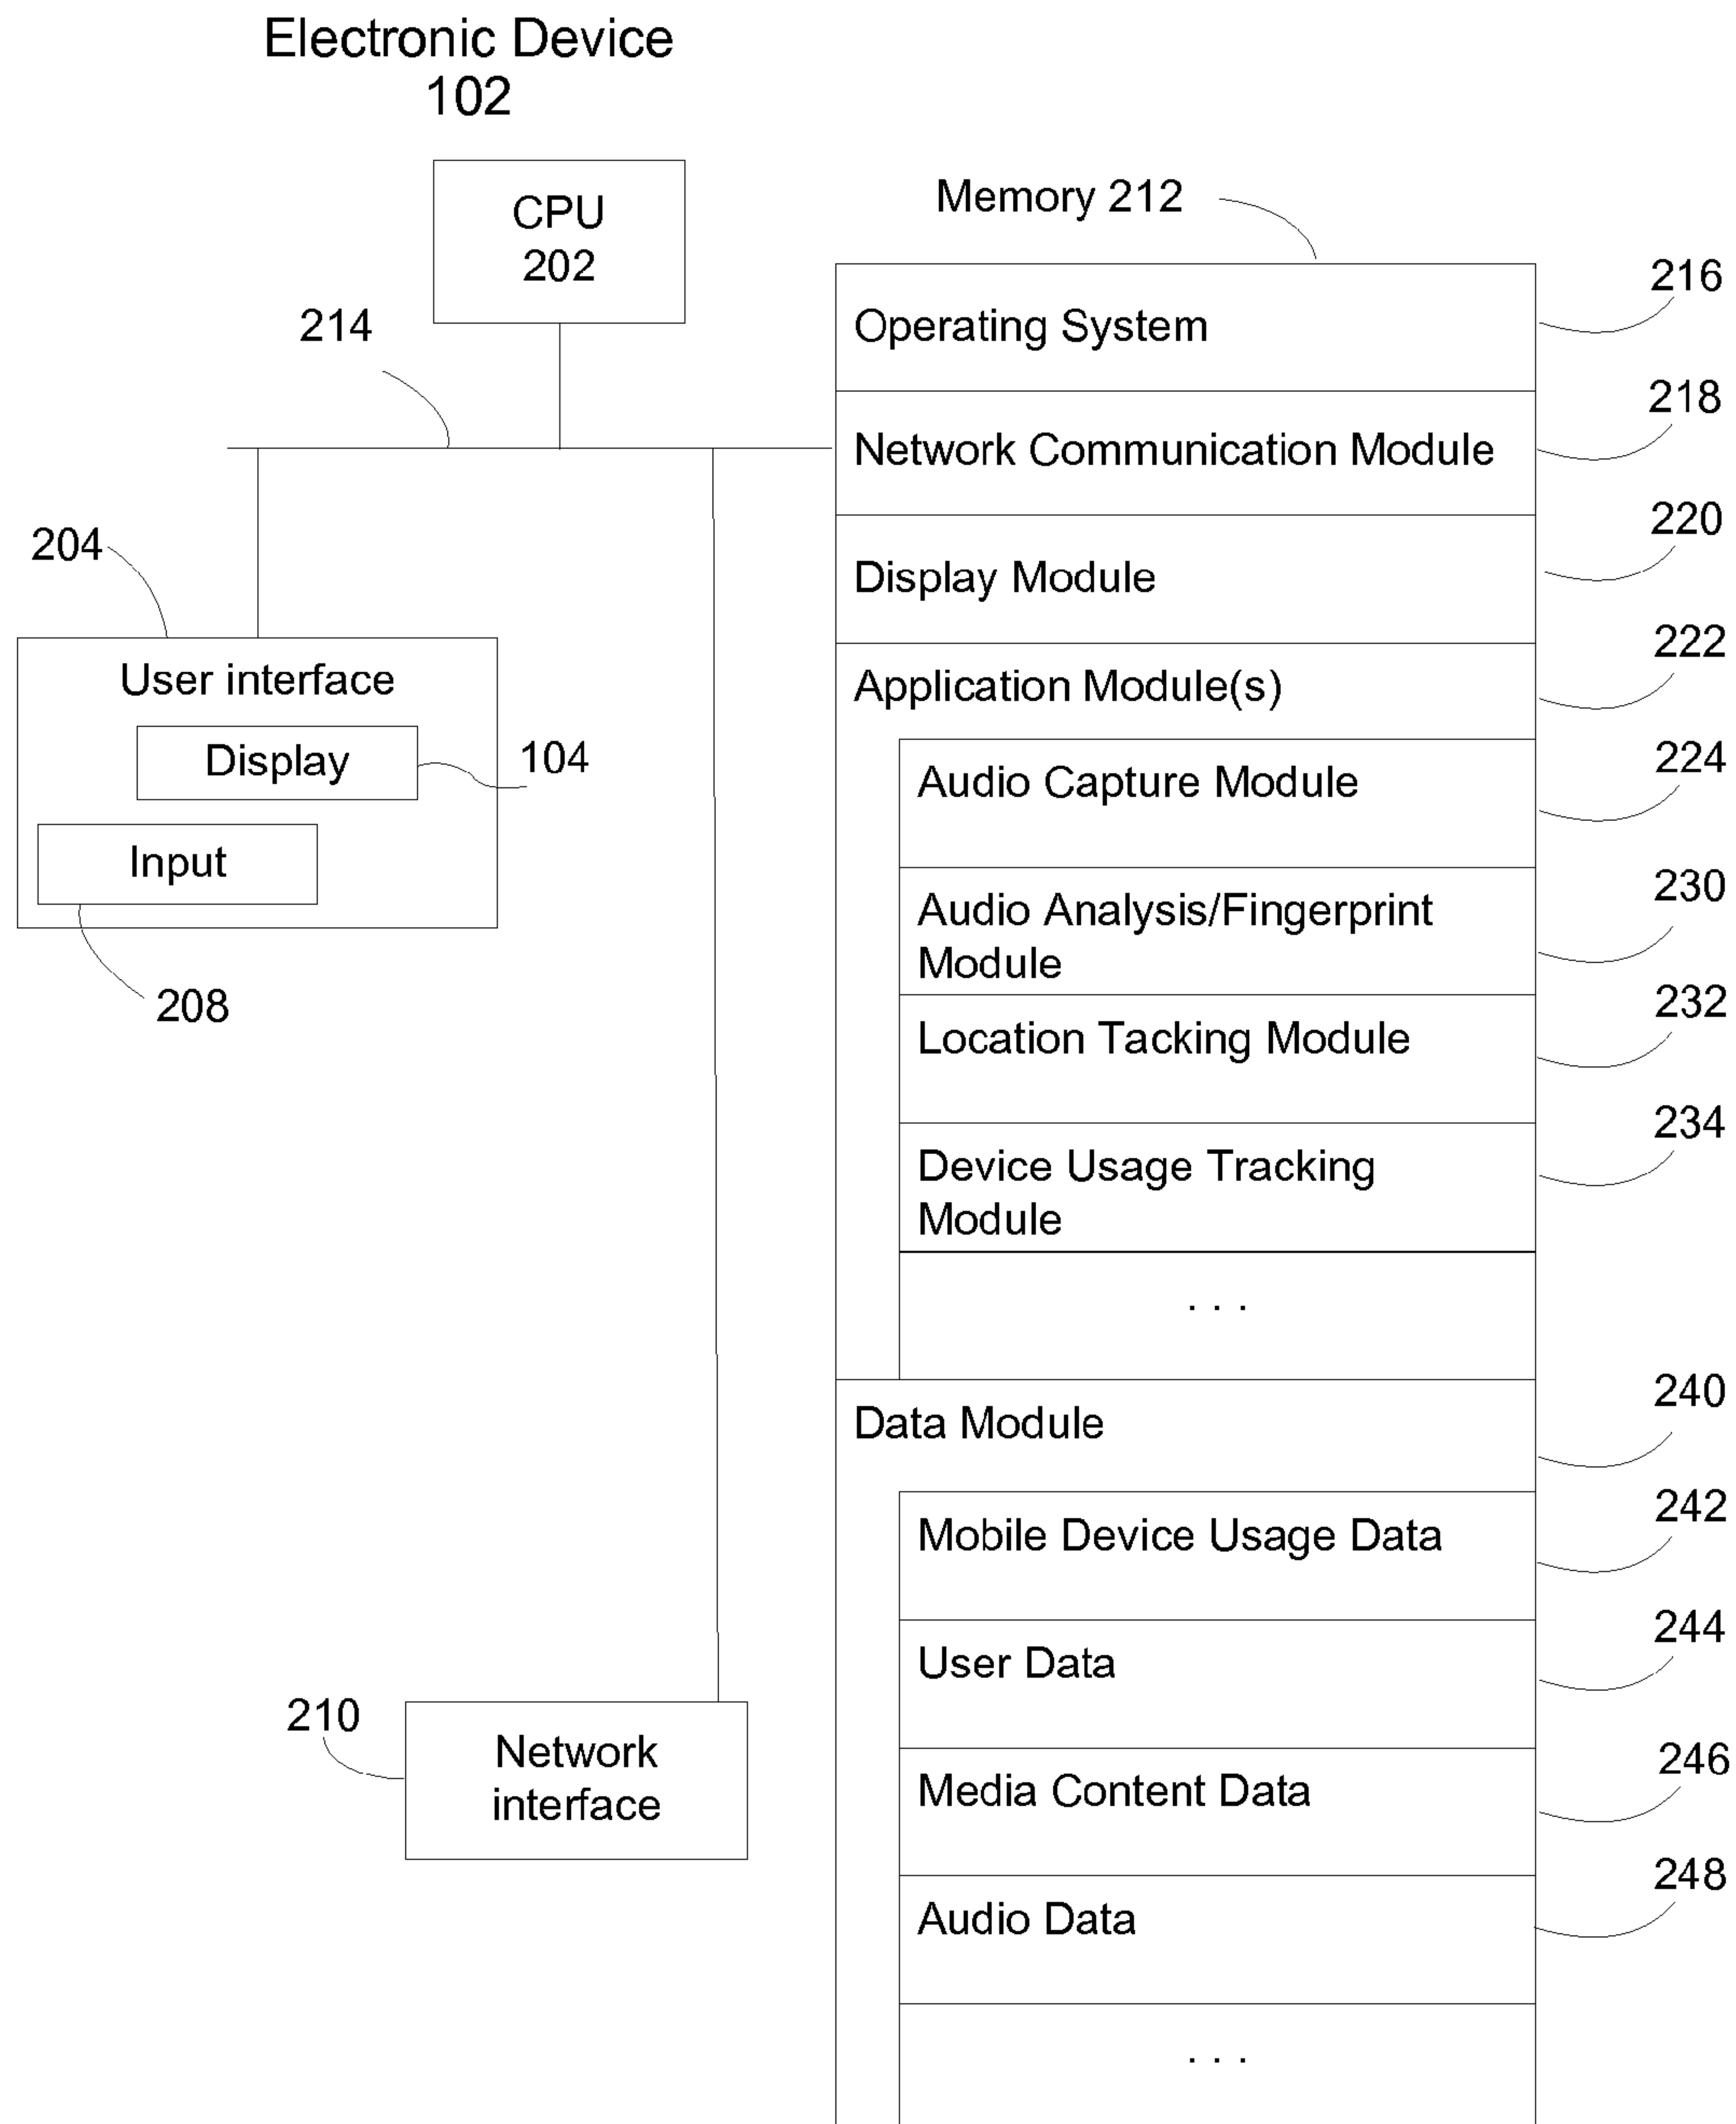 Electronic Device
102
CPU
202
Memory 212
214
216
Operating System
218
Network Communication Module
204
220
Display Module
222
User interface
Application Module(s)
Display
104
224
Audio Capture Module
Input
230
Audio Analysis/Fingerprint
Module
208
232
Location Tacking Module
234
Device Usage Tracking
Module
. . .
240
Data Module
242
Mobile Device Usage Data
244
User Data
210
Network
interface
246
Media Content Data
248
Audio Data
. . .